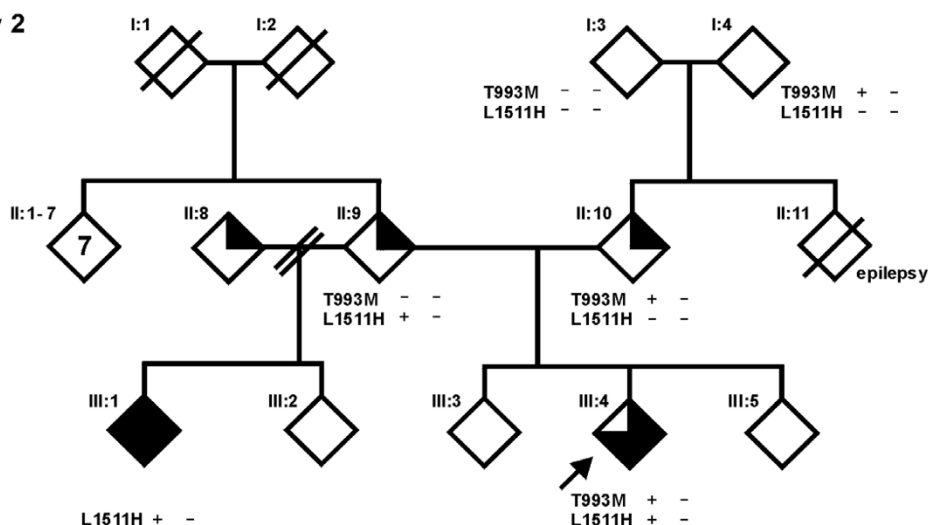 2
I:1
I:2
I:3
I:4
T993M - -
L1511H - -
T993M + -
L1511H - -
II:1-7
7
II:8
II:9
II:10
II:11
epilepsy
T993M - -
L1511H + -
T993M + -
L1511H - -
III:1
III:2
III:3
III:4
III:5
L1511H + -
T993M + -
L1511H + -